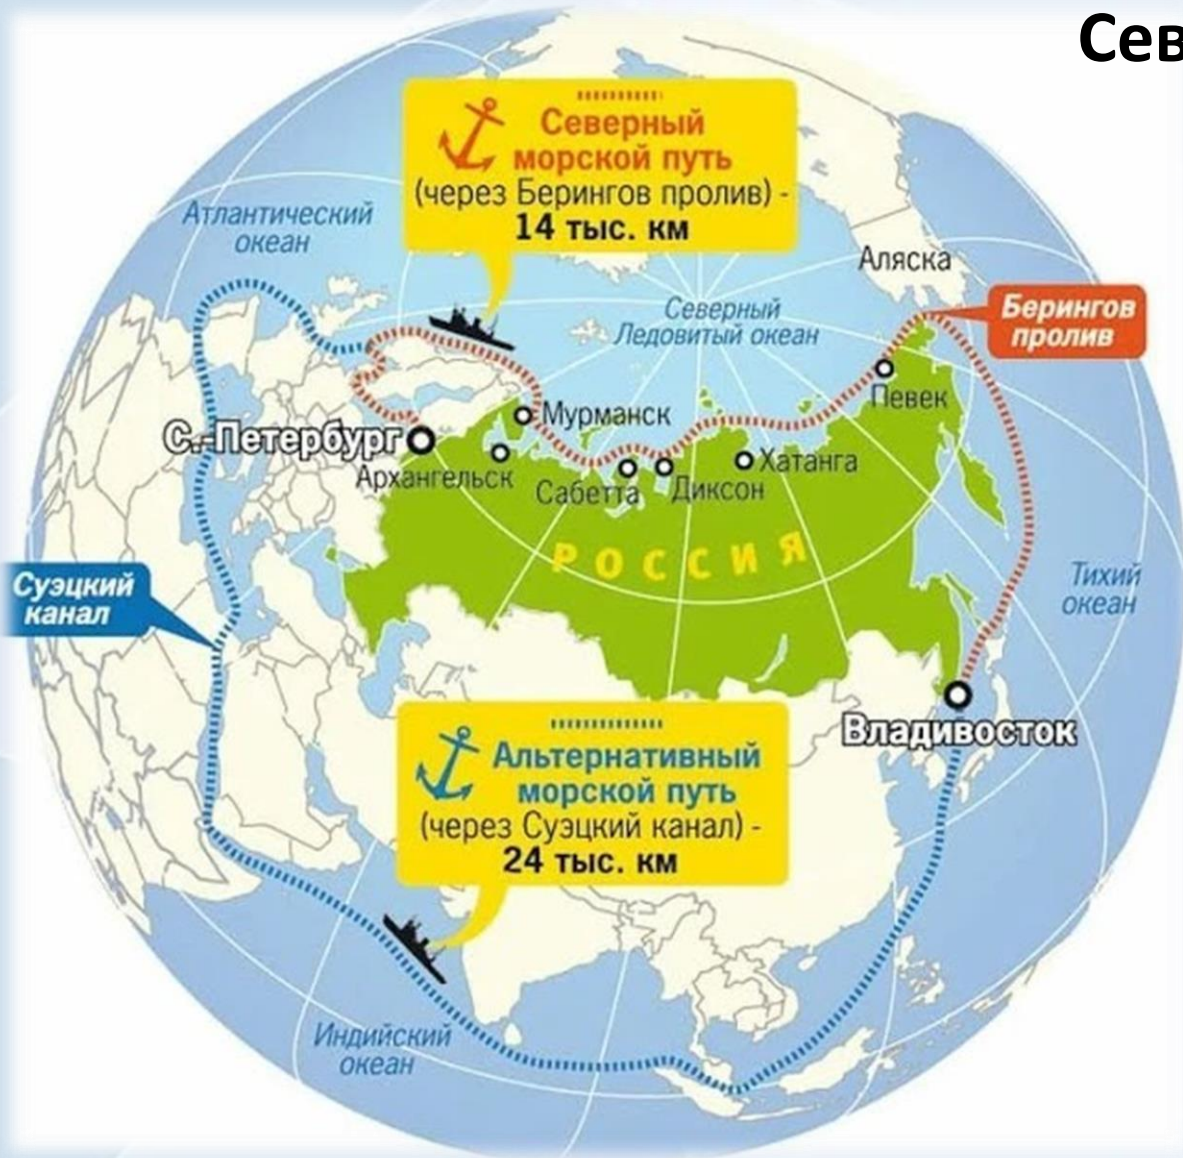 Сев
Северный
морской путь
(через Берингов пролив) -
14 тыс. км
Атлантический
океан
Аляска
Северный
Ледовитый океан
Берингов
пролив
Певек
Мурманск
С.-Петербург
Архангельск
Сабетта
Диксон
Хатанга
РОССИЯ
Суэцкий
канал
Тихий
океан
Владивосток
Альтернативный
морской путь
(через Суэцкий канал) -
24 тыс. км
Индийский
океан